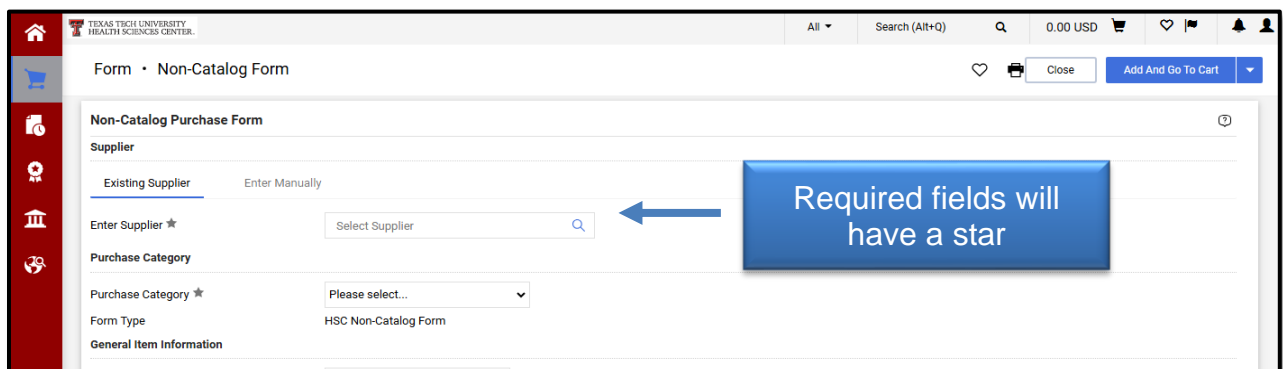 TEXAS TECH UNIVERSITY
HEALTH SCIENCES CENTER.
All
Search (Alt+Q)
0.00 USD
Form • Non-Catalog Form
Close
Add And Go To Cart
Non-Catalog Purchase Form
Supplier
Existing Supplier
Enter Manually
Required fields will
have a star
Enter Supplier ★
Select Supplier
Purchase Category
Purchase Category ★
Please select...
Form Type
HSC Non-Catalog Form
General Item Information